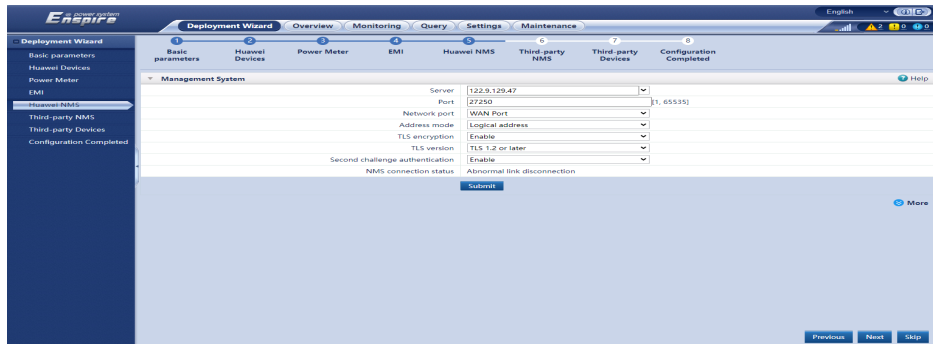 e power system
Enspire
English
Deployment Wizard Overview Monitoring Query Settings Maintenance
2 0 0
Deployment Wizard
Basic parameters
Huawei Devices
Power Meter
EMI
Huawei NMS
Third-party NMS
Third-party Devices
Configuration Completed
1 2 3 4 5 6 7 8
Basic parameters Huawei Devices Power Meter EMI Huawei NMS Third-party NMS Third-party Devices Configuration Completed
Management System Help
Server 122.9.129.47
Port 27250 [1, 65535]
Network port WAN Port
Address mode Logical address
TLS encryption Enable
TLS version TLS 1.2 or later
Second challenge authentication Enable
NMS connection status Abnormal link disconnection
Submit
More
Previous Next Skip